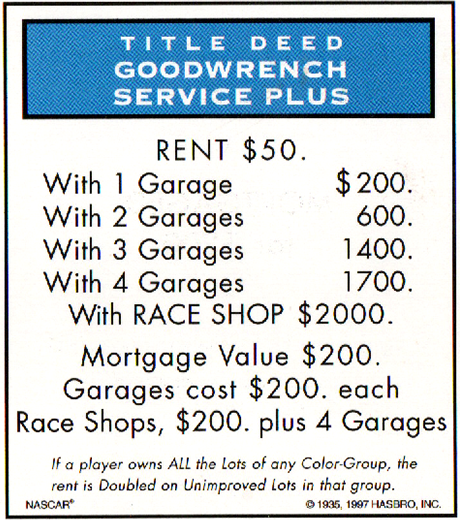 TITLE DEED
GOODWRENCH
SERVICE PLUS
RENT $50.
With 1 Garage $200.
With 2 Garages 600.
With 3 Garages 1400.
With 4 Garages 1700.
With RACE SHOP $2000.
Mortgage Value $200.
Garages cost $200. each
Race Shops, $200. plus 4 Garages
If a player owns ALL the Lots of any Color-Group, the
rent is Doubled on Unimproved Lots in that group.
NASCAR® © 1935, 1997 HASBRO, INC.